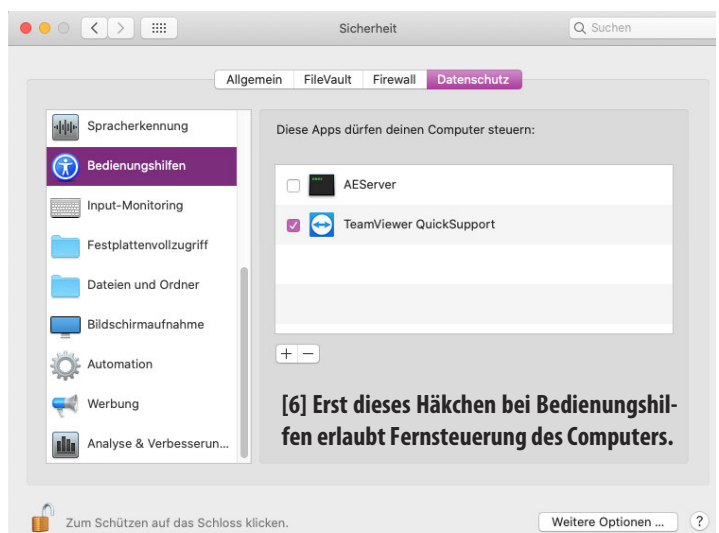 Sicherheit
Suchen
Allgemein FileVault Firewall Datenschutz
Spracherkennung
Bedienungshilfen
Input-Monitoring
Festplattenvollzugriff
Dateien und Ordner
Bildschirmaufnahme
Automation
Werbung
Analyse & Verbesserun...
Diese Apps dürfen deinen Computer steuern:
AEServer
TeamViewer QuickSupport
+ −
[6] Erst dieses Häkchen bei Bedienungshil-
fen erlaubt Fernsteuerung des Computers.
Zum Schützen auf das Schloss klicken.
Weitere Optionen ... ?